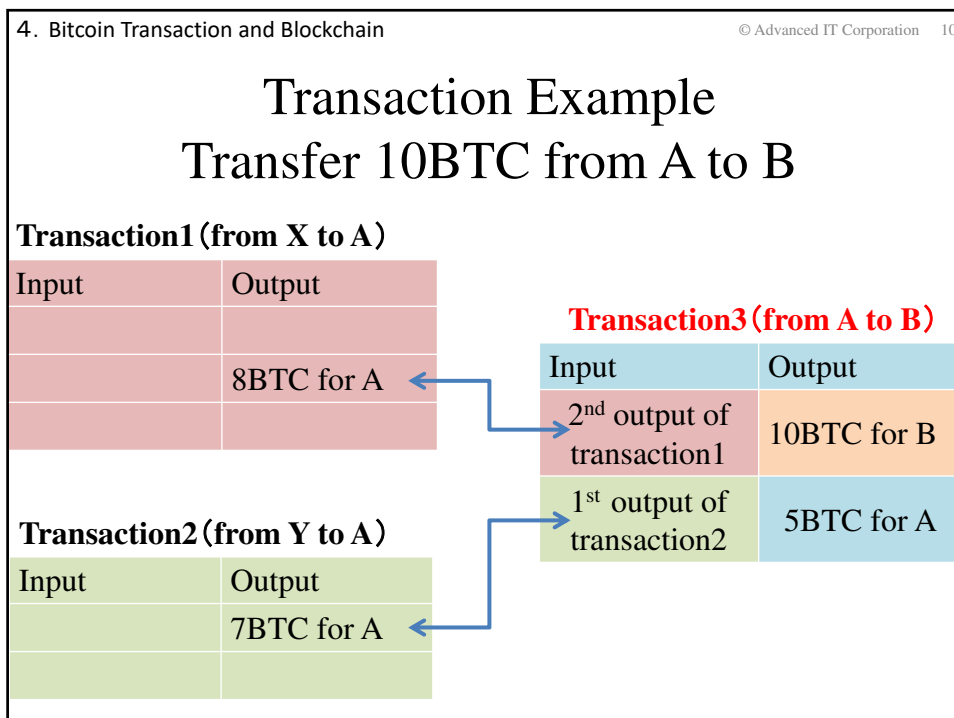 4. Bitcoin Transaction and Blockchain
© Advanced IT Corporation 10
Transaction Example
Transfer 10BTC from A to B
Transaction1（from X to A）
Input Output
8BTC for A
Transaction3（from A to B）
Input Output
2nd output of
transaction1
10BTC for B
1st output of
transaction2
5BTC for A
Transaction2（from Y to A）
Input Output
7BTC for A